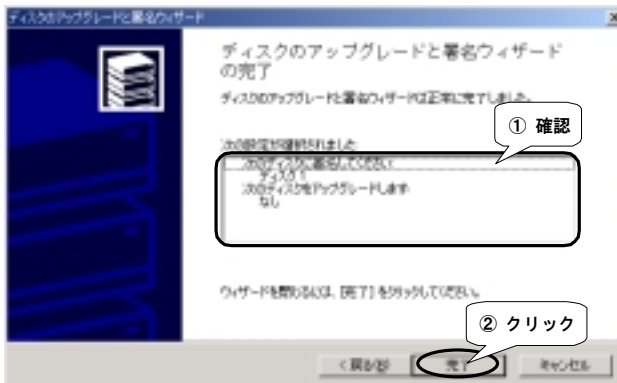 ディスクのアップグレードと署名ウィザード
ディスクのアップグレードと署名ウィザード
の完了
ディスクのアップグレードと署名ウィザードは正常に完了しました。
① 確認
次の設定が選択されました
次のディスクに署名してください
ディスク 1
次のディスクをアップグレードします
なし
ウィザードを閉じるには、[完了] をクリックしてください。
② クリック
< 戻る(B)
完了
キャンセル